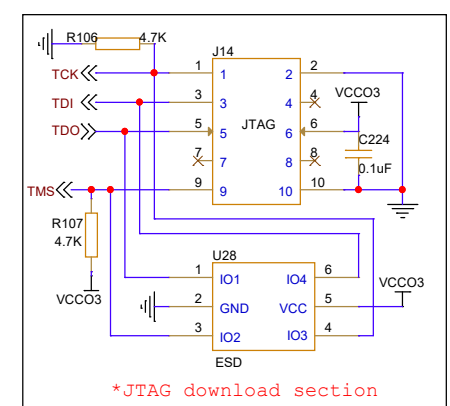 R106 4.7K
J14
TCK 1 1 2 2
TDI 3 3 4 4 VCCO3
TDO 5 5 JTAG 6 6
7 7 8 8 C224
0.1uF
TMS 9 9 10 10
R107
4.7K
U28
1 IO1 IO4 6
VCCO3 2 GND VCC 5 VCCO3
3 IO2 IO3 4
ESD
*JTAG download section